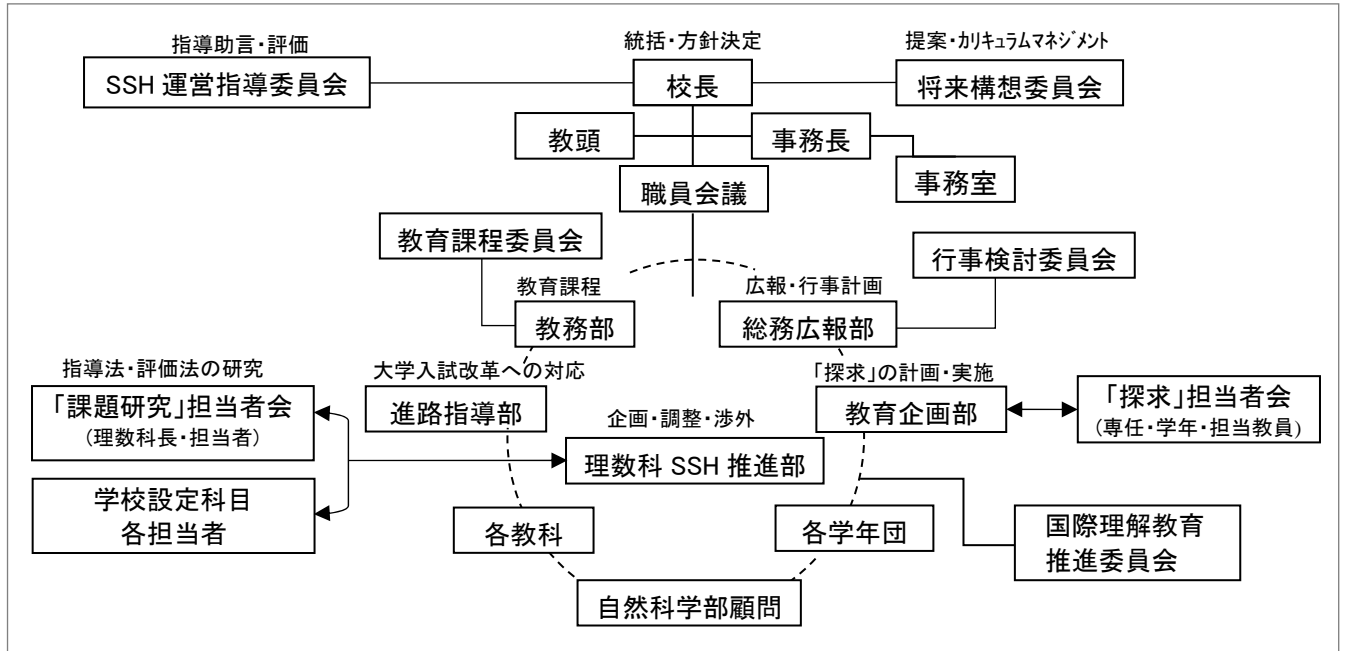 指導助言・評価
統括・方針決定
提案・ｶﾘｷｭﾗﾑﾏﾈｼﾞﾒﾝﾄ
SSH 運営指導委員会
校長
将来構想委員会
教頭
事務長
事務室
職員会議
教育課程委員会
行事検討委員会
教育課程
広報・行事計画
教務部
総務広報部
指導法・評価法の研究
大学入試改革への対応
「探求」の計画・実施
「課題研究」担当者会
(理数科長・担当者)
進路指導部
教育企画部
「探求」担当者会
(専任・学年・担当教員)
企画・調整・渉外
理数科 SSH 推進部
学校設定科目
各担当者
各教科
各学年団
国際理解教育
推進委員会
自然科学部顧問